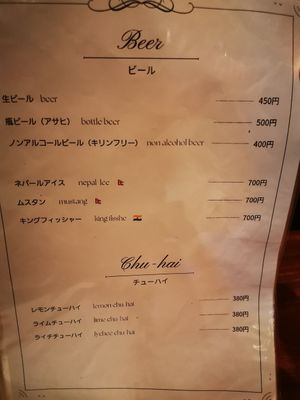 Beer
ビール
生ビール beer 450円
瓶ビール（アサヒ） bottle beer 500円
ノンアルコールビール（キリンフリー） non alcohol beer 400円
ネパールアイス nepal Ice 700円
ムスタン mustang 700円
キングフィッシャー king fisshe 700円
Chu-hai
チューハイ
レモンチューハイ lemon chu-hai 380円
ライムチューハイ lime chu-hai 380円
ライチチューハイ lychee chu-hai 380円